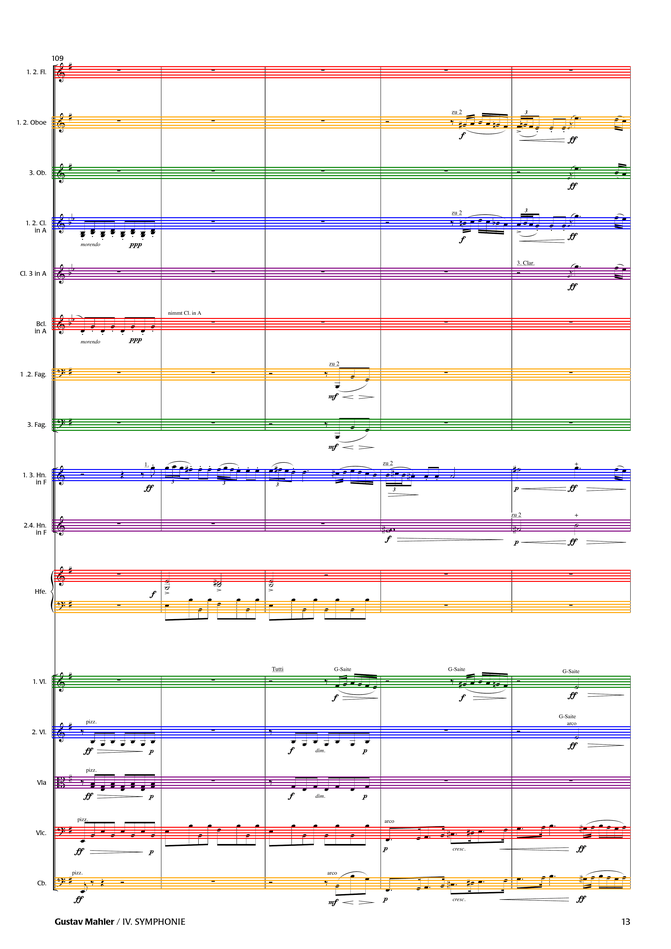 109
1. 2. Fl.
zu 2
3
1. 2. Oboe
f
ff
3. Ob.
ff
zu 2
3
1. 2. Cl.
in A
morendo
ppp
f
ff
3. Clar.
Cl. 3 in A
ff
nimmt Cl. in A
Bcl.
in A
morendo
ppp
zu 2
1 .2. Fag.
mf
3. Fag.
mf
1.
zu 2
1. 3. Hn.
in F
ff
3
3
3
3
p
ff
zu 2
2.4. Hn.
in F
f
p
ff
Hfe.
f
Tutti
G-Saite
G-Saite
G-Saite
1. Vl.
f
f
ff
pizz.
G-Saite
arco
2. Vl.
ff
p
f
dim.
p
ff
pizz.
Vla
ff
p
f
dim.
p
pizz.
arco
Vlc.
ff
p
p
cresc.
ff
pizz.
arco
Cb.
ff
mf
p
cresc.
ff
Gustav Mahler / IV. SYMPHONIE
13